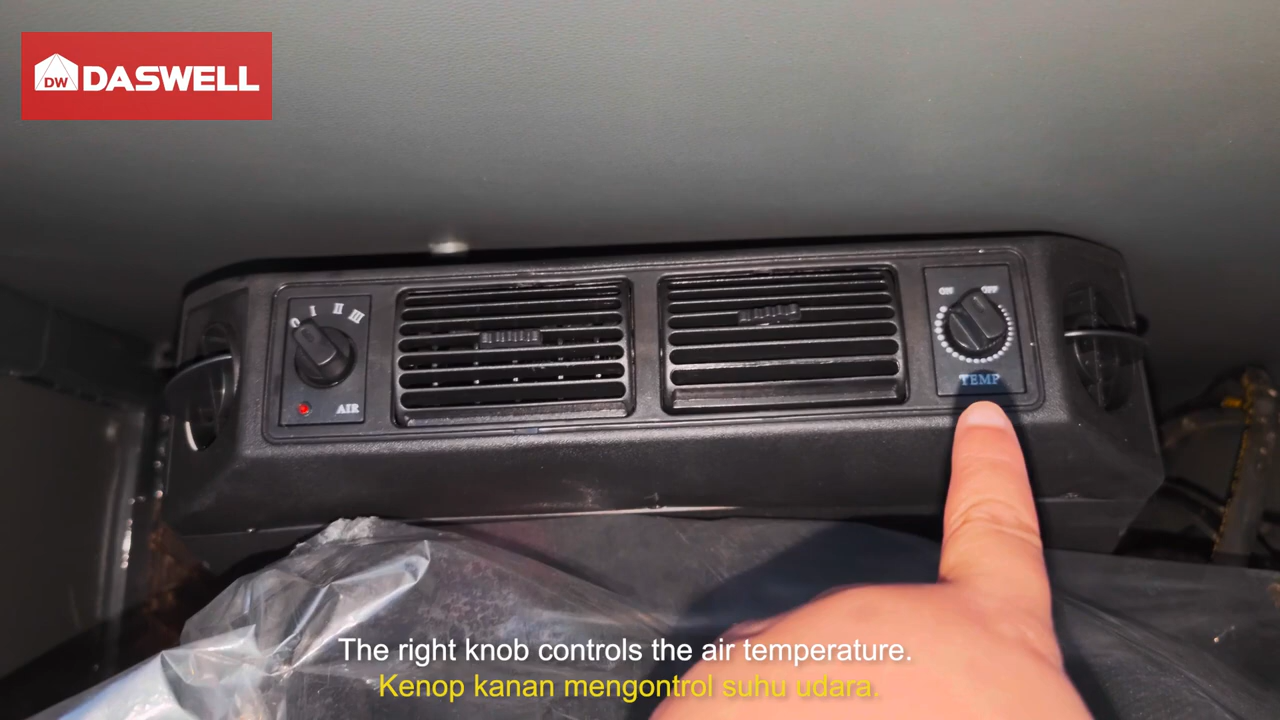 DW DASWELL
0 I II III
AIR
ON OFF
TEMP
The right knob controls the air temperature.
Kenop kanan mengontrol suhu udara.